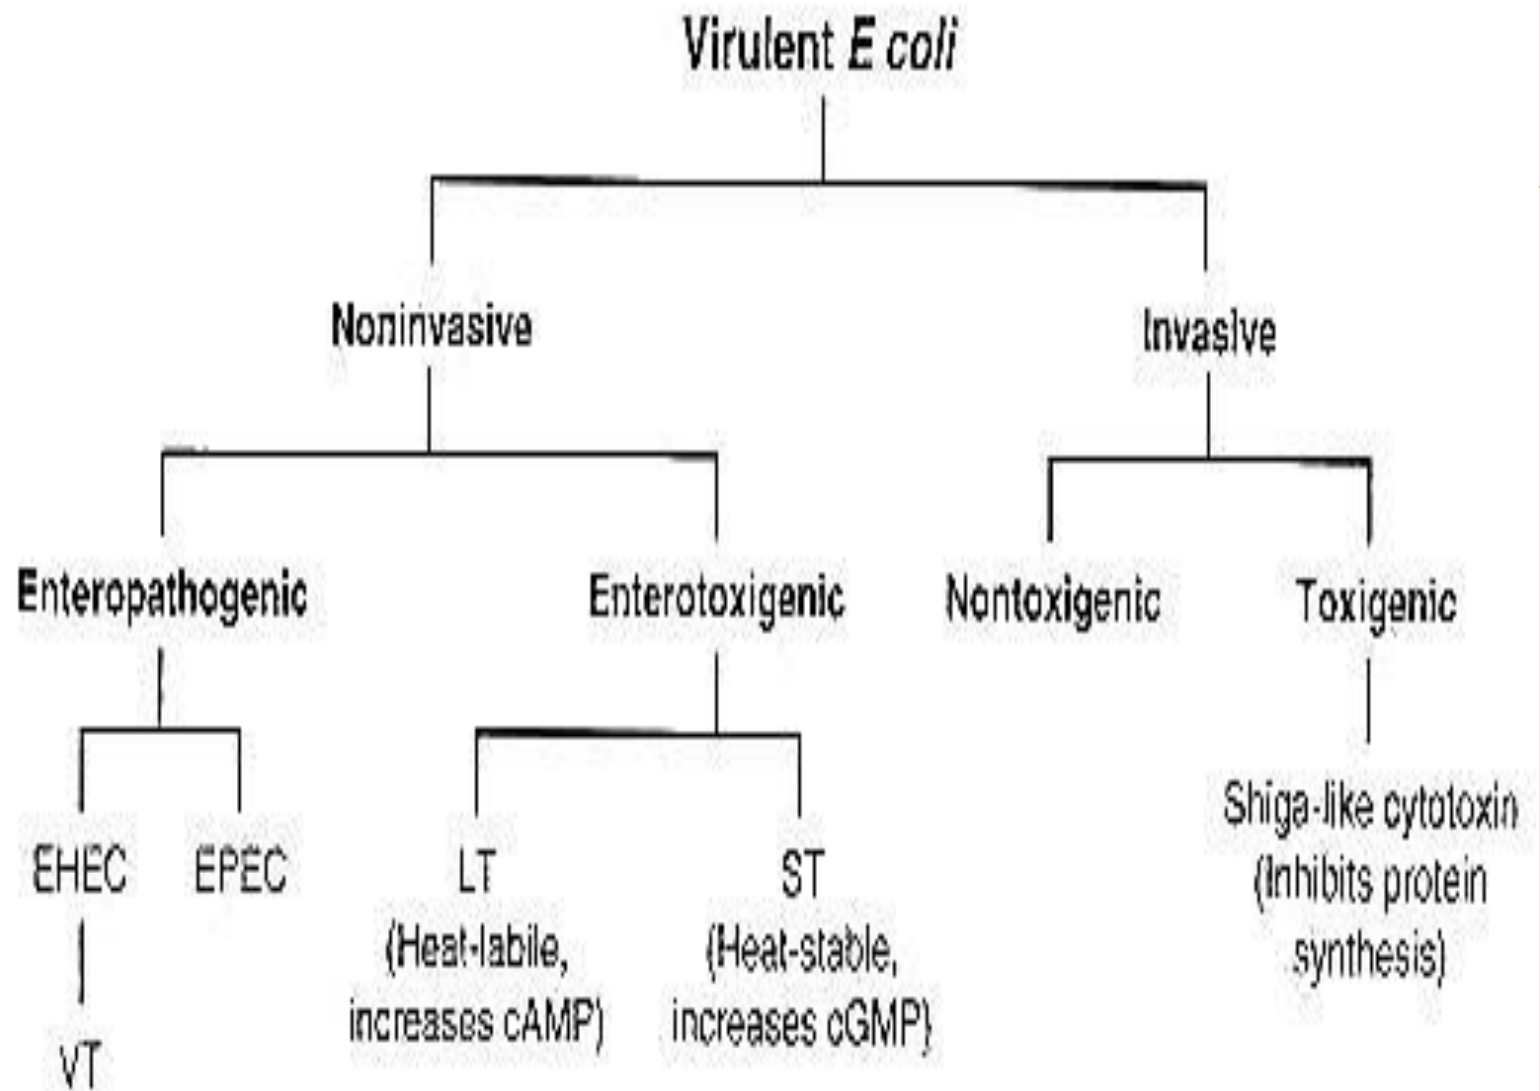 Virulent E coli
Noninvasive
Invasive
Enteropathogenic
Enterotoxigenic
Nontoxigenic
Toxigenic
EHEC
EPEC
LT
(Heat-labile,
increases cAMP)
ST
(Heat-stable,
increases cGMP)
Shiga-like cytotoxin
(Inhibits protein
synthesis)
VT